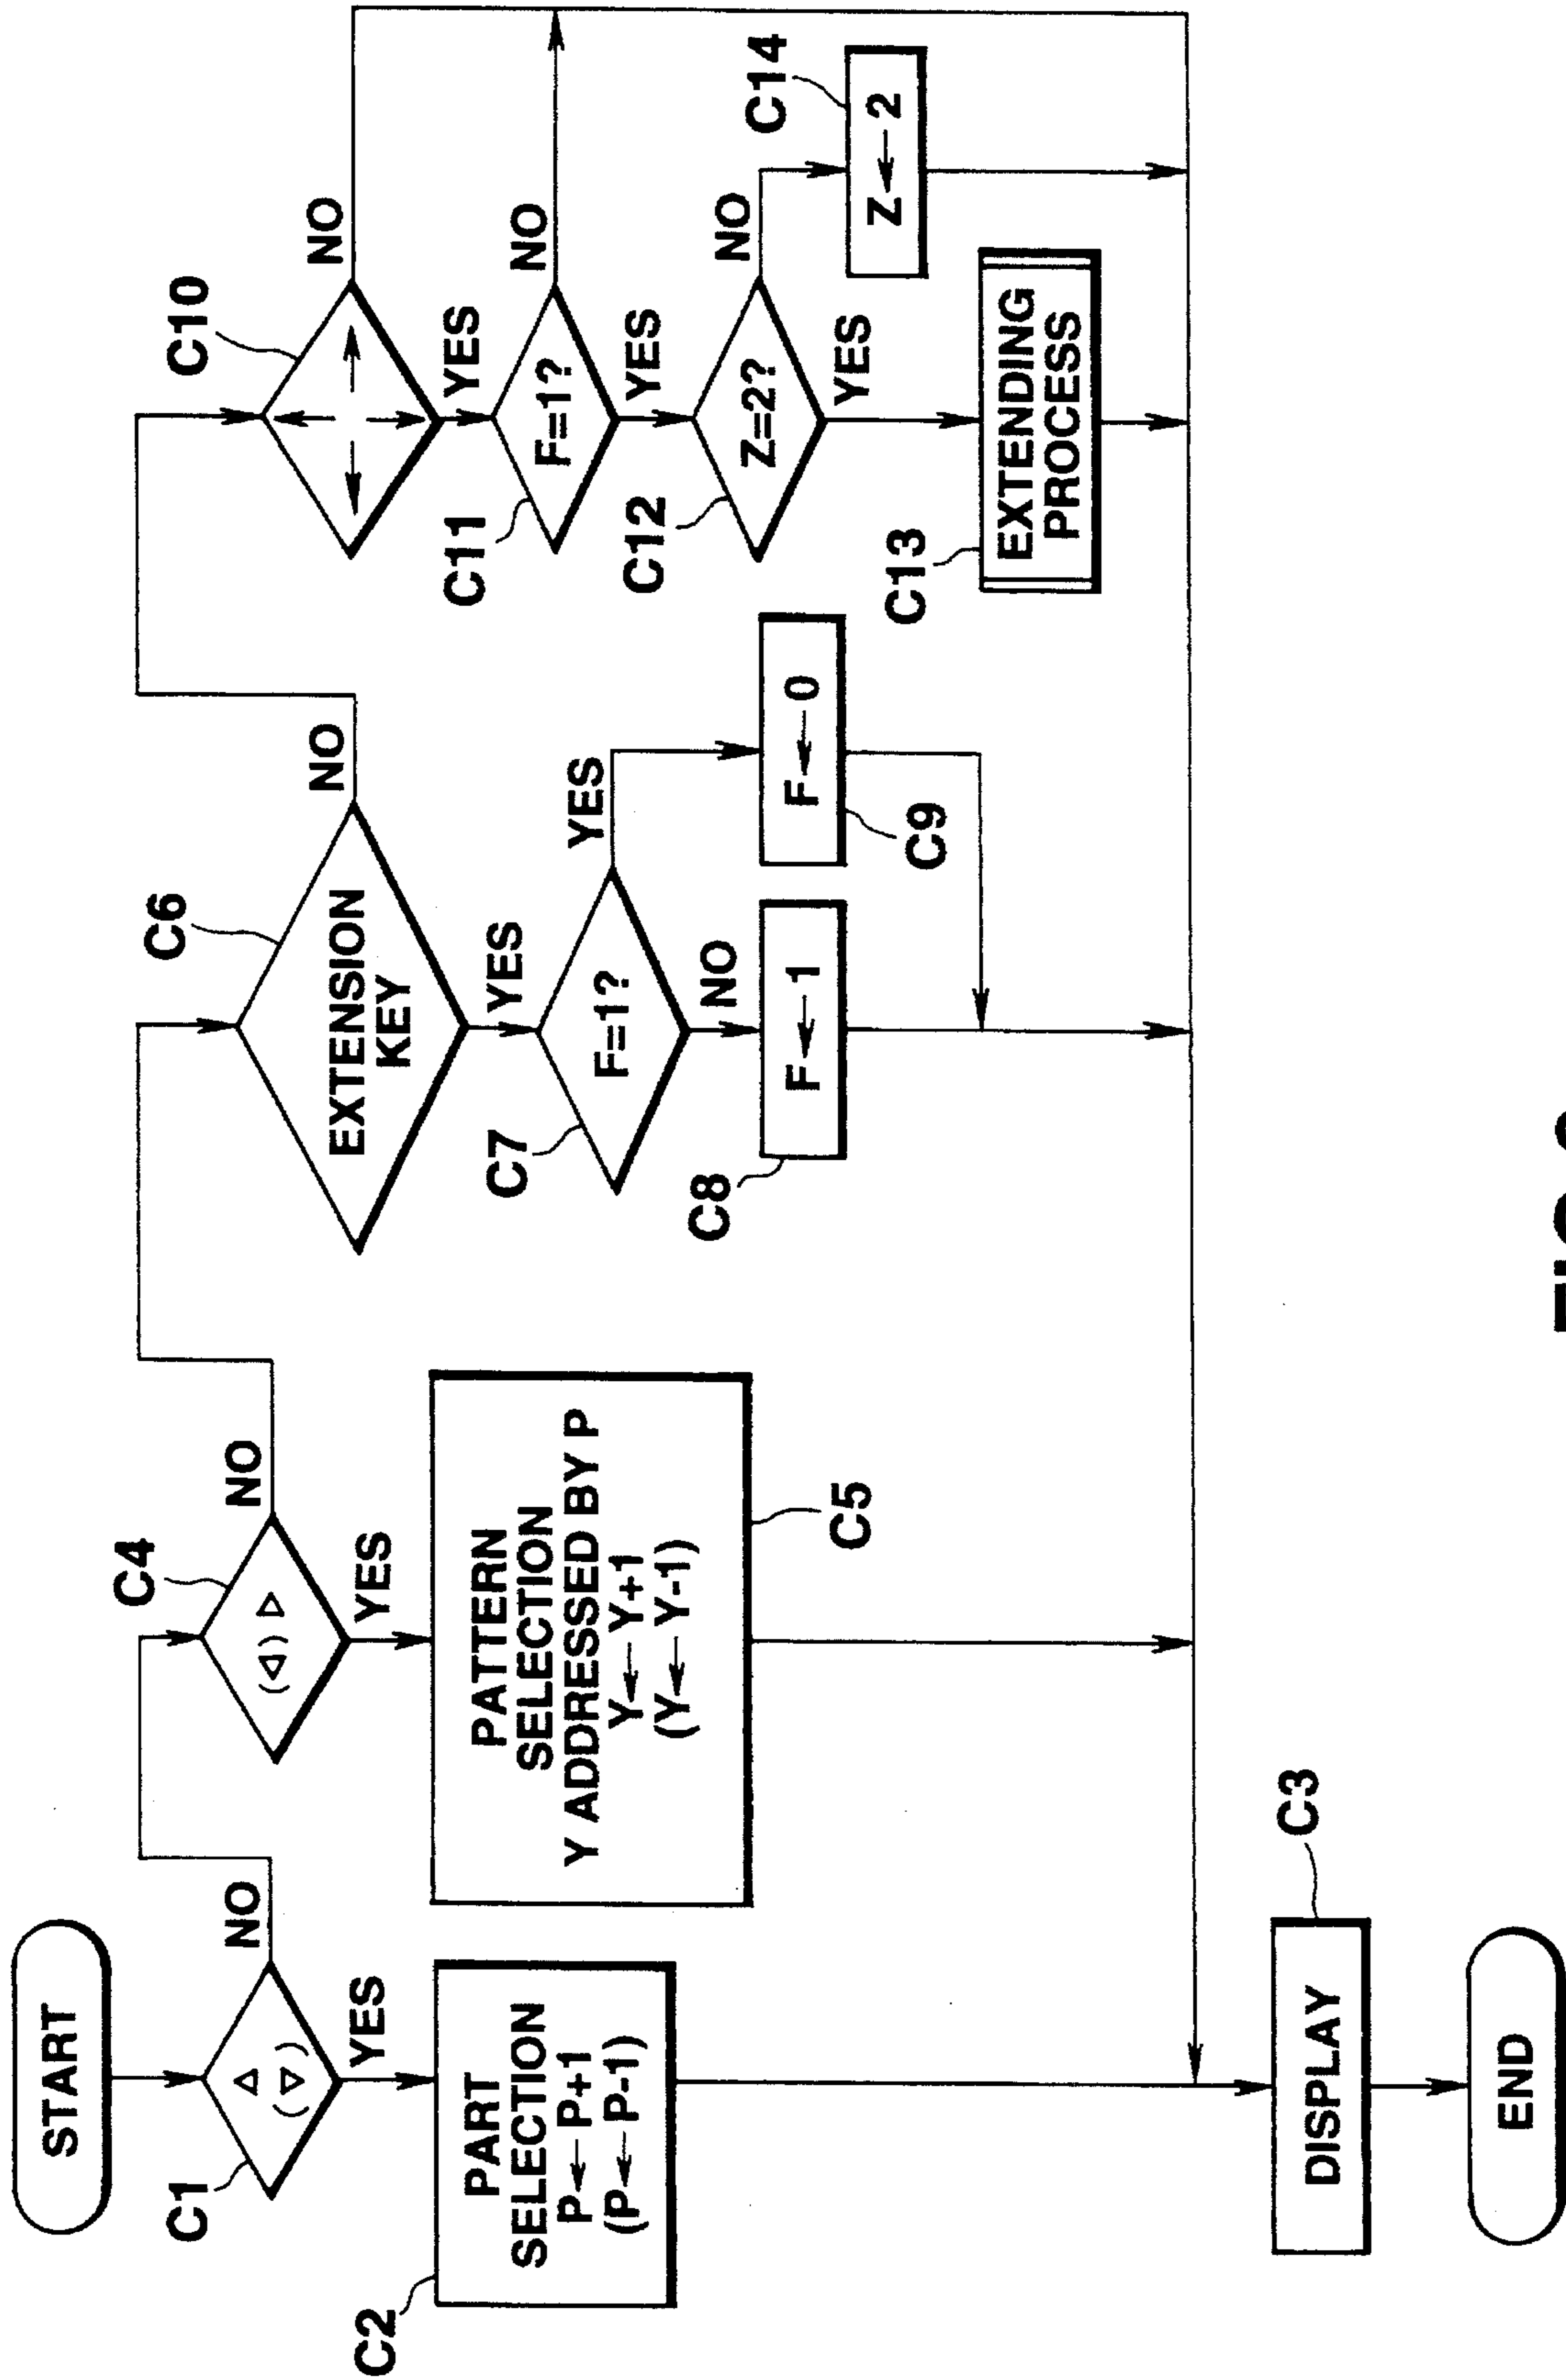 START
C1
△
(▽)
NO
YES
C2
PART
SELECTION
P←P+1
(P←P-1)
C4
(◁) ▷
NO
YES
PATTERN
SELECTION
Y ADDRESSED BY P
Y←Y+1
(Y←Y-1)
C5
C6
EXTENSION
KEY
NO
YES
C7
F=1?
YES
NO
C8
F←1
F←0
C9
C10
NO
YES
C11
F=1?
NO
YES
C12
Z=2?
NO
YES
C13
EXTENDING
PROCESS
C14
Z←2
C3
DISPLAY
END